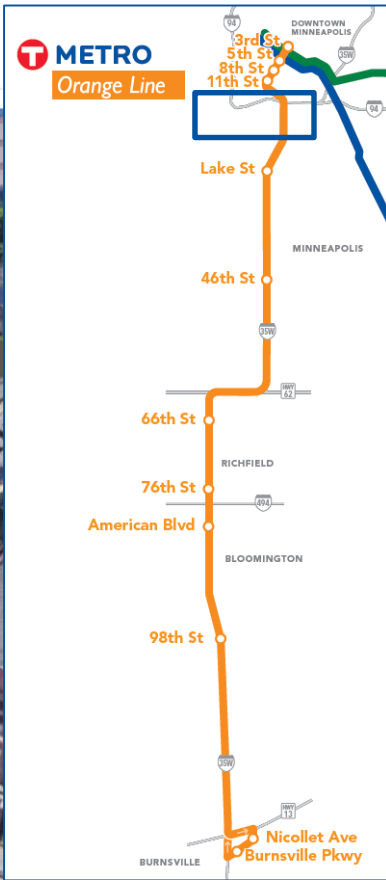 94
DOWNTOWN
MINNEAPOLIS
T METRO
Orange Line
3rd St
5th St
8th St
11th St
35W
94
Lake St
MINNEAPOLIS
46th St
35W
HWY
62
66th St
RICHFIELD
76th St
494
American Blvd
BLOOMINGTON
98th St
35W
HWY
13
Nicollet Ave
Burnsville Pkwy
BURNSVILLE